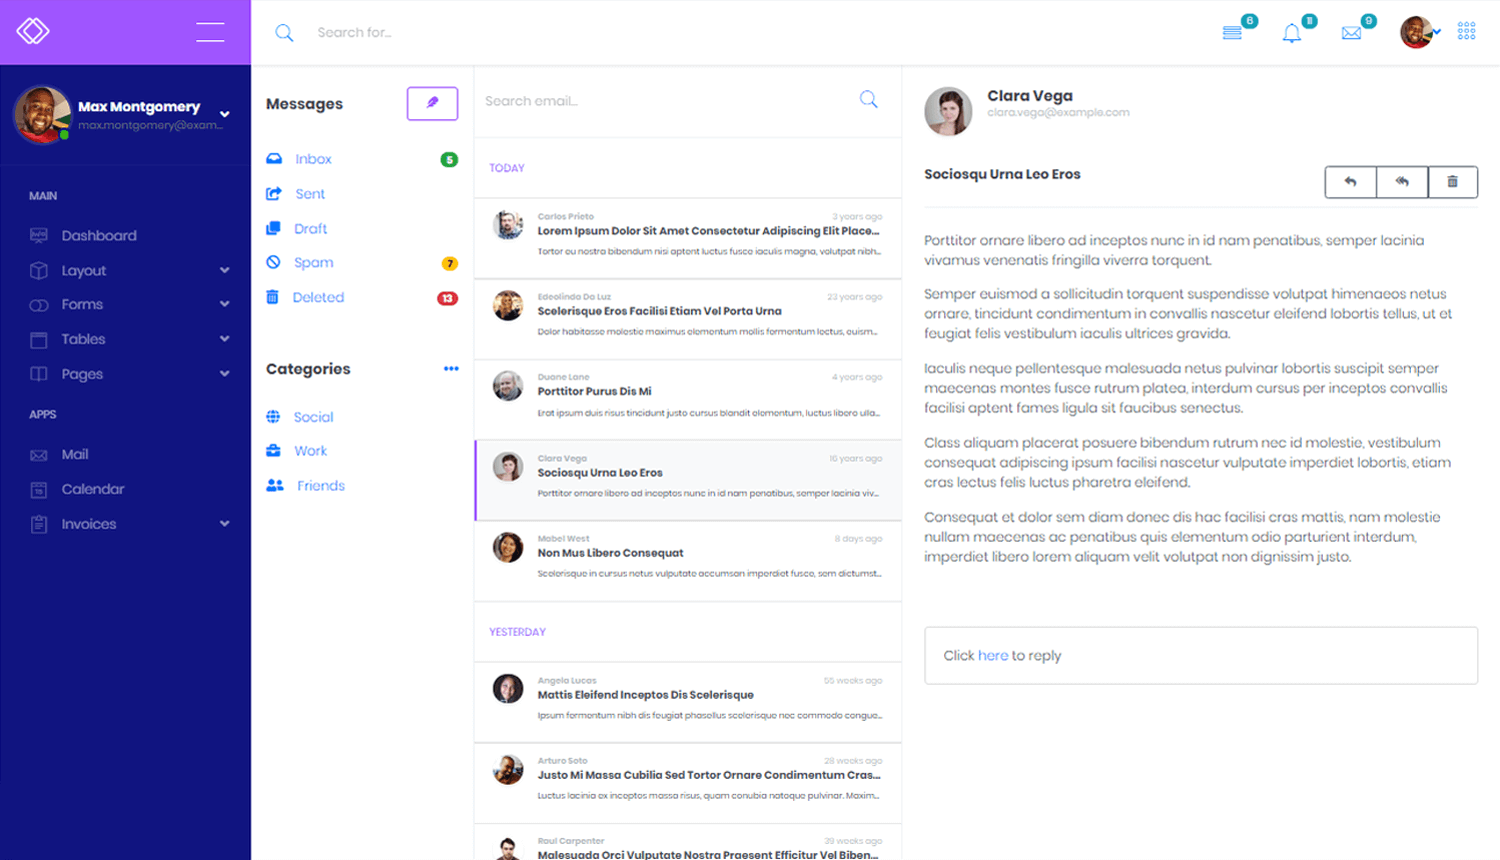 Search for...
6
11
9
Max Montgomery
max.montgomery@exam...
MAIN
Dashboard
Layout
Forms
Tables
Pages
APPS
Mail
Calendar
Invoices
Messages
Inbox
5
Sent
Draft
Spam
7
Deleted
13
Categories
Social
Work
Friends
Search email...
TODAY
Carlos Prieto
3 years ago
Lorem Ipsum Dolor Sit Amet Consectetur Adipiscing Elit Place...
Tortor eu nostra bibendum nisi aptent luctus fusce iaculis magna, volutpat nibh...
Edeolinda Da Luz
23 years ago
Scelerisque Eros Facilisi Etiam Vel Porta Urna
Dolor habitasse molestie maximus elementum mollis fermentum lectus, euism...
Duane Lane
4 years ago
Porttitor Purus Dis Mi
Erat ipsum duis risus tincidunt justo cursus blandit elementum, luctus libero ulla...
Clara Vega
16 years ago
Sociosqu Urna Leo Eros
Porttitor ornare libero ad inceptos nunc in id nam penatibus, semper lacinia viv...
Mabel West
8 days ago
Non Mus Libero Consequat
Scelerisque in cursus netus vulputate accumsan imperdiet fusce, sem dictumst...
YESTERDAY
Angela Lucas
55 weeks ago
Mattis Eleifend Inceptos Dis Scelerisque
Ipsum fermentum nibh dis feugiat phasellus scelerisque nec commodo congue...
Arturo Soto
28 weeks ago
Justo Mi Massa Cubilia Sed Tortor Ornare Condimentum Cras...
Luctus lacinia ex inceptos massa risus, quam conubia natoque pulvinar. Maxim...
Raul Carpenter
39 weeks ago
Malesuada Orci Vulputate Nostra Praesent Efficitur Vel Biben...
Clara Vega
clara.vega@example.com
Sociosqu Urna Leo Eros
Porttitor ornare libero ad inceptos nunc in id nam penatibus, semper lacinia
vivamus venenatis fringilla viverra torquent.
Semper euismod a sollicitudin torquent suspendisse volutpat himenaeos netus
ornare, tincidunt condimentum in convallis nascetur eleifend lobortis tellus, ut et
feugiat felis vestibulum iaculis ultrices gravida.
Iaculis neque pellentesque malesuada netus pulvinar lobortis suscipit semper
maecenas montes fusce rutrum platea, interdum cursus per inceptos convallis
facilisi aptent fames ligula sit faucibus senectus.
Class aliquam placerat posuere bibendum rutrum nec id molestie, vestibulum
consequat adipiscing ipsum facilisi nascetur vulputate imperdiet lobortis, etiam
cras lectus felis luctus pharetra eleifend.
Consequat et dolor sem diam donec dis hac facilisi cras mattis, nam molestie
nullam maecenas ac penatibus quis elementum odio parturient interdum,
imperdiet libero lorem aliquam velit volutpat non dignissim justo.
Click here to reply